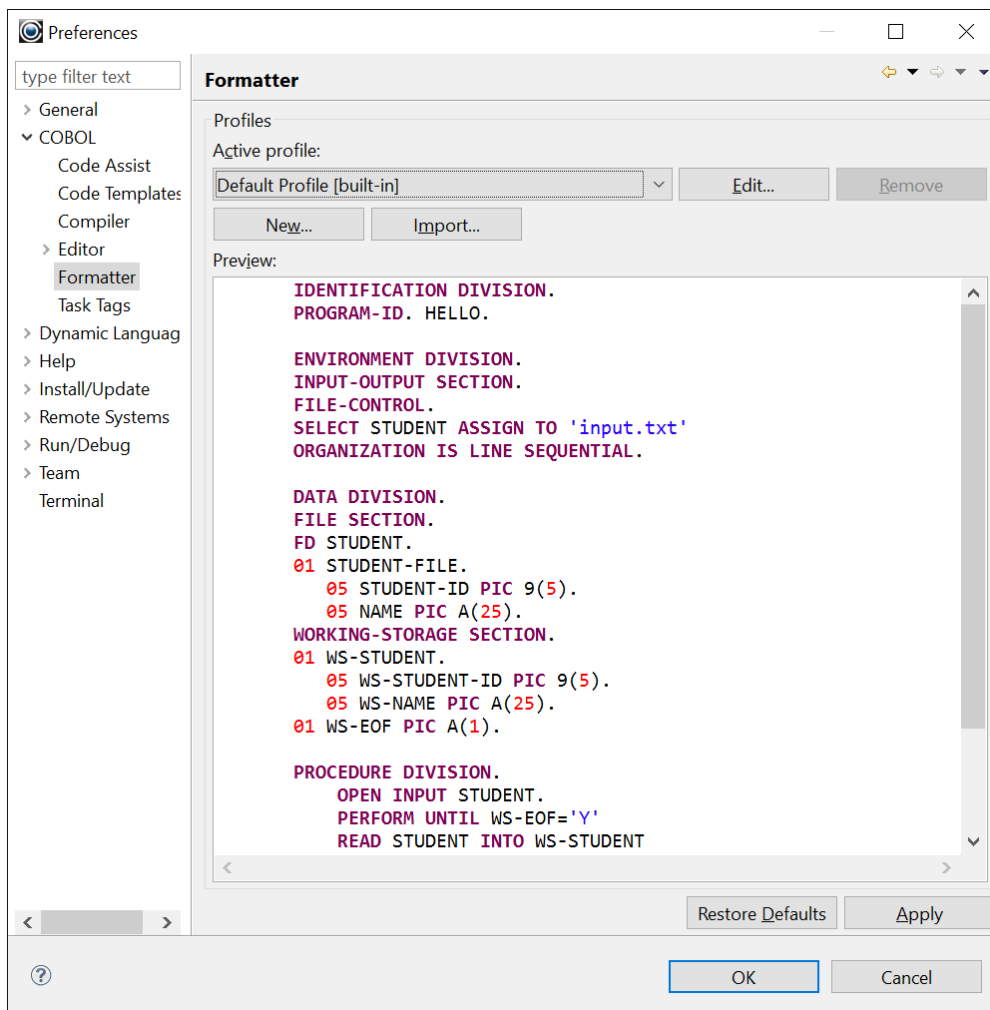 Preferences
type filter text
General
COBOL
Code Assist
Code Templates
Compiler
Editor
Formatter
Task Tags
Dynamic Languag
Help
Install/Update
Remote Systems
Run/Debug
Team
Terminal
Formatter
Profiles
Active profile:
Default Profile [built-in]
Edit...
Remove
New...
Import...
Preview:
IDENTIFICATION DIVISION.
PROGRAM-ID. HELLO.
ENVIRONMENT DIVISION.
INPUT-OUTPUT SECTION.
FILE-CONTROL.
SELECT STUDENT ASSIGN TO 'input.txt'
ORGANIZATION IS LINE SEQUENTIAL.
DATA DIVISION.
FILE SECTION.
FD STUDENT.
01 STUDENT-FILE.
05 STUDENT-ID PIC 9(5).
05 NAME PIC A(25).
WORKING-STORAGE SECTION.
01 WS-STUDENT.
05 WS-STUDENT-ID PIC 9(5).
05 WS-NAME PIC A(25).
01 WS-EOF PIC A(1).
PROCEDURE DIVISION.
OPEN INPUT STUDENT.
PERFORM UNTIL WS-EOF='Y'
READ STUDENT INTO WS-STUDENT
Restore Defaults
Apply
?
OK
Cancel